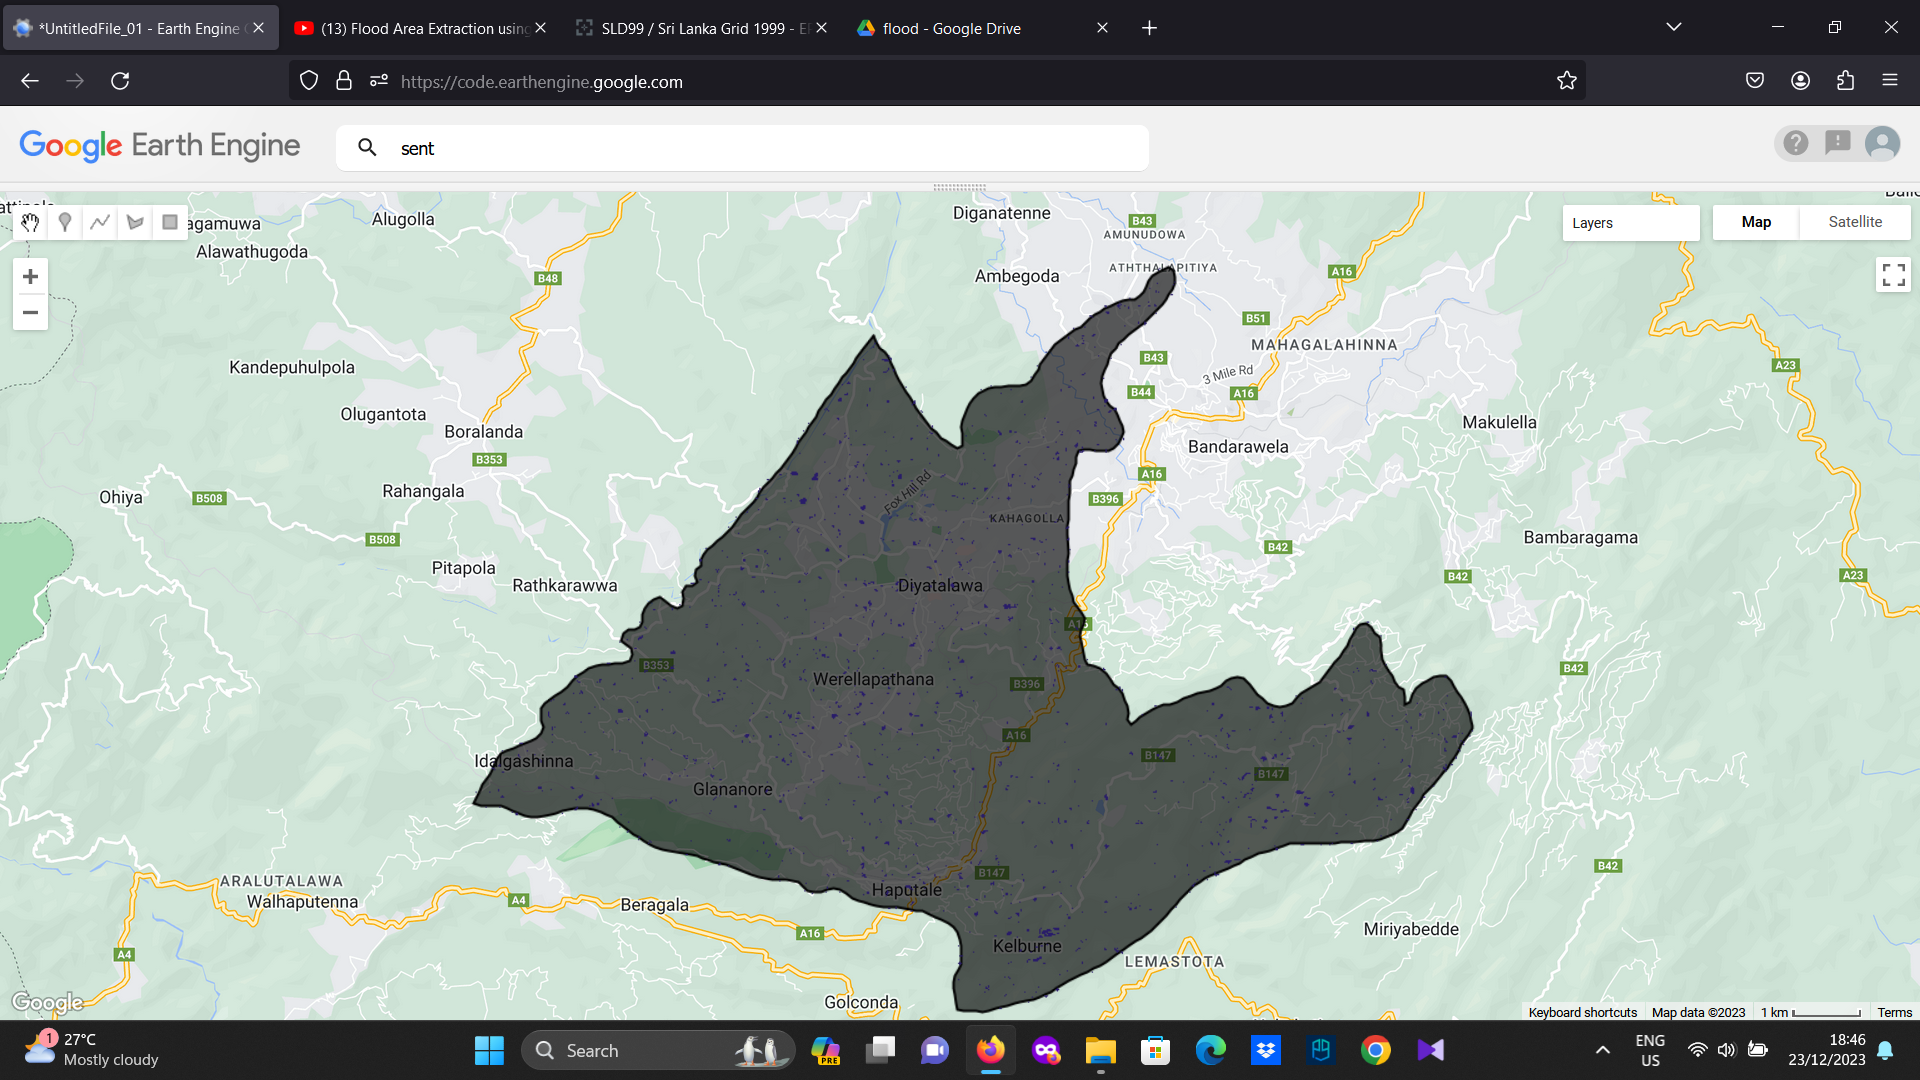 *UntitledFile_01 - Earth Engine
(13) Flood Area Extraction using
SLD99 / Sri Lanka Grid 1999 - E
flood - Google Drive
https://code.earthengine.google.com
Google Earth Engine
sent
Layers
Map
Satellite
agamuwa
Alugolla
Alawathugoda
Diganatenne
B43
AMUNUDOWA
Ambegoda
ATHTHALAPITIYA
A16
B48
B51
MAHAGALAHINNA
B43
A23
Kandepuhulpola
3 Mile Rd
B44
A16
Olugantota
Boralanda
Makulella
Bandarawela
B353
A16
Fox Hill Rd
Ohiya
B508
Rahangala
B396
KAHAGOLLA
B508
B42
Bambaragama
Pitapola
Rathkarawwa
Diyatalawa
B42
A23
A16
B353
B42
Werellapathana
B396
A16
B147
Idalgashinna
B147
Glananore
B42
ARALUTALAWA
Walhaputenna
B147
Haputale
A4
Beragala
A16
Miriyabedde
Kelburne
A4
LEMASTOTA
Golconda
Google
Keyboard shortcuts
Map data ©2023
1 km
Terms
1
27°C
Mostly cloudy
Search
PRE
ENG
US
18:46
23/12/2023